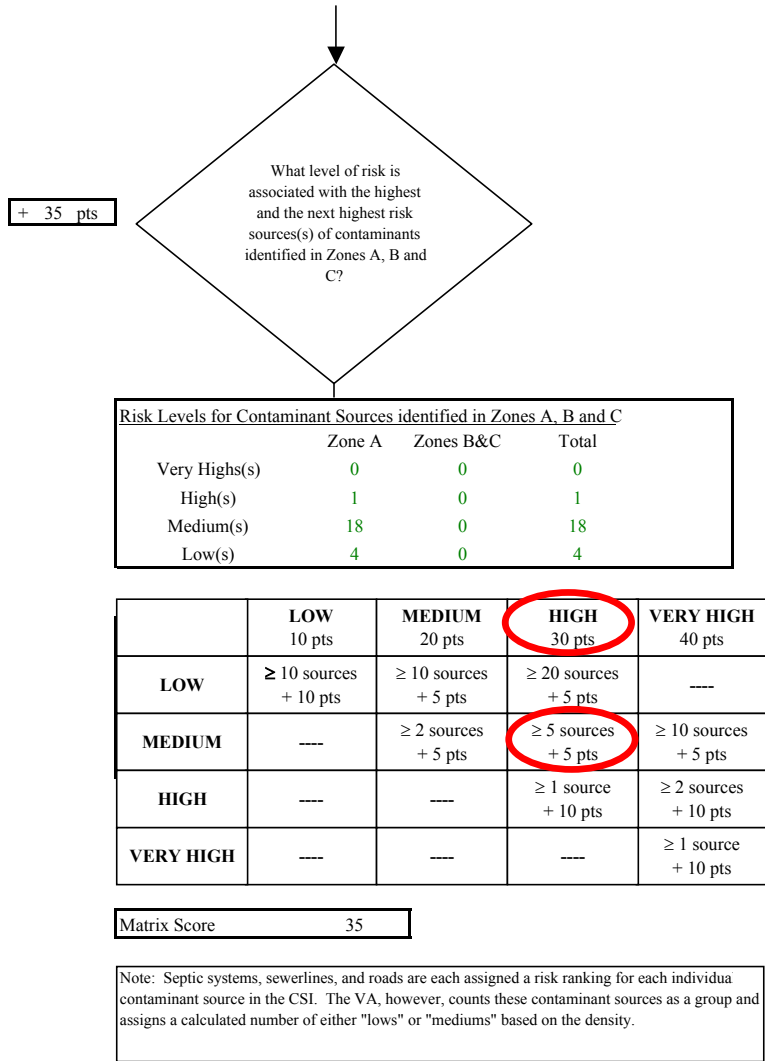 What level of risk is
associated with the highest
and the next highest risk
sources(s) of contaminants
identified in Zones A, B and
C?
+ 35 pts
Risk Levels for Contaminant Sources identified in Zones A, B and C
Zone A Zones B&C Total
Very Highs(s) 0 0 0
High(s) 1 0 1
Medium(s) 18 0 18
Low(s) 4 0 4
LOW MEDIUM HIGH VERY HIGH
10 pts 20 pts 30 pts 40 pts
LOW ≥ 10 sources ≥ 10 sources ≥ 20 sources ----
+ 10 pts + 5 pts + 5 pts
MEDIUM ---- ≥ 2 sources ≥ 5 sources ≥ 10 sources
+ 5 pts + 5 pts + 5 pts
HIGH ---- ---- ≥ 1 source ≥ 2 sources
+ 10 pts + 10 pts
VERY HIGH ---- ---- ---- ≥ 1 source
+ 10 pts
Matrix Score 35
Note: Septic systems, sewerlines, and roads are each assigned a risk ranking for each individua
contaminant source in the CSI. The VA, however, counts these contaminant sources as a group and
assigns a calculated number of either "lows" or "mediums" based on the density.